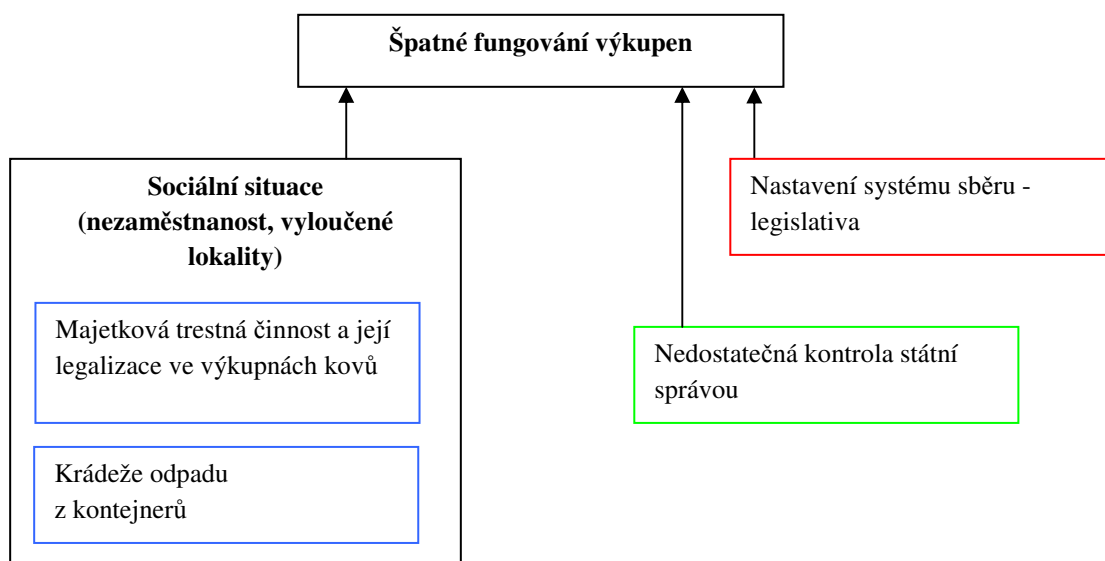 Špatné fungování výkupen
Sociální situace
(nezaměstnanost, vyloučené
lokality)
Majetková trestná činnost a její
legalizace ve výkupnách kovů
Krádeže odpadu
z kontejnerů
Nastavení systému sběru -
legislativa
Nedostatečná kontrola státní
správou